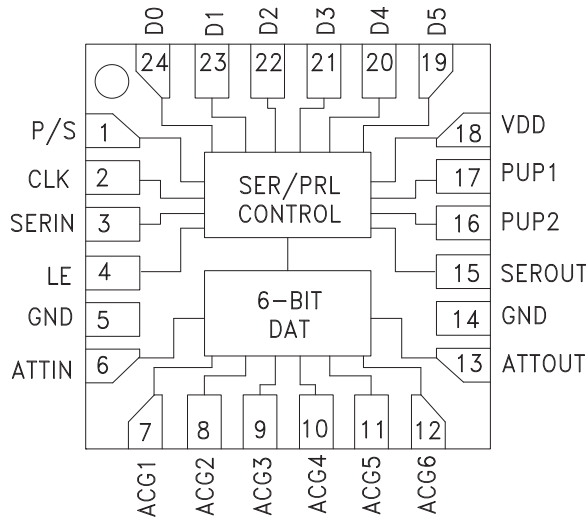 D0 D1 D2 D3 D4 D5
24 23 22 21 20 19
P/S 1 18 VDD
CLK 2 17 PUP1
SERIN 3 16 PUP2
SER/PRL
CONTROL
LE 4 15 SEROUT
GND 5 14 GND
6-BIT
DAT
ATTIN 6 13 ATTOUT
7 8 9 10 11 12
ACG1 ACG2 ACG3 ACG4 ACG5 ACG6